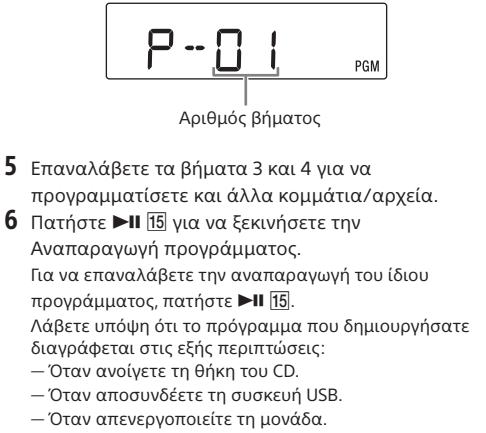 P--01
PGM
Αριθμός βήματος
5 Επαναλάβετε τα βήματα 3 και 4 για να
προγραμματίσετε και άλλα κομμάτια/αρχεία.
6 Πατήστε ►II 15 για να ξεκινήσετε την
Αναπαραγωγή προγράμματος.
Για να επαναλάβετε την αναπαραγωγή του ίδιου
προγράμματος, πατήστε ►II 15.
Λάβετε υπόψη ότι το πρόγραμμα που δημιουργήσατε
διαγράφεται στις εξής περιπτώσεις:
— Όταν ανοίγετε τη θήκη του CD.
— Όταν αποσυνδέετε τη συσκευή USB.
— Όταν απενεργοποιείτε τη μονάδα.